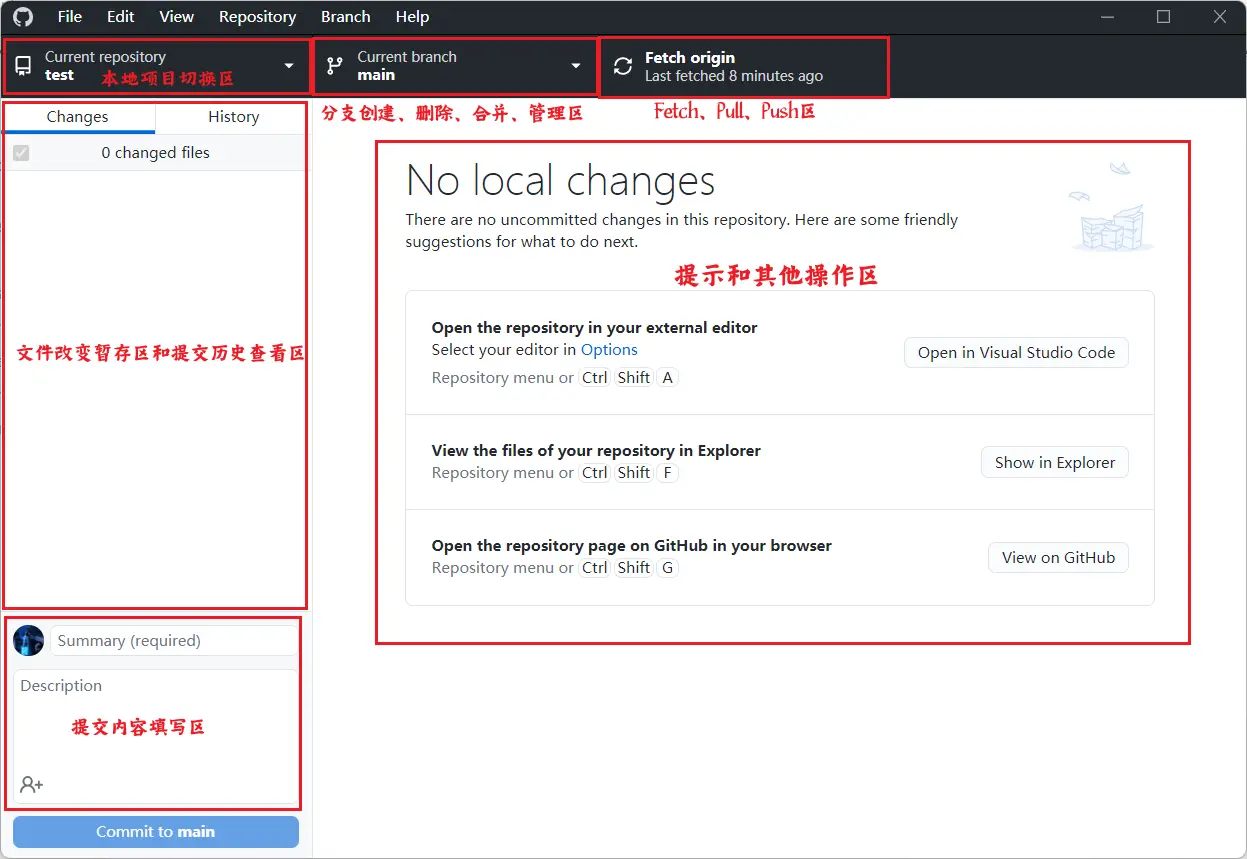 File Edit View Repository Branch Help
Current repository
test
本地项目切换区
Current branch
main
Fetch origin
Last fetched 8 minutes ago
分支创建、删除、合并、管理区
Fetch、Pull、Push区
Changes History
0 changed files
文件改变暂存区和提交历史查看区
No local changes
There are no uncommitted changes in this repository. Here are some friendly
suggestions for what to do next.
提示和其他操作区
Open the repository in your external editor
Select your editor in Options
Repository menu or Ctrl Shift A
Open in Visual Studio Code
View the files of your repository in Explorer
Repository menu or Ctrl Shift F
Show in Explorer
Open the repository page on GitHub in your browser
Repository menu or Ctrl Shift G
View on GitHub
Summary (required)
Description
提交内容填写区
Commit to main